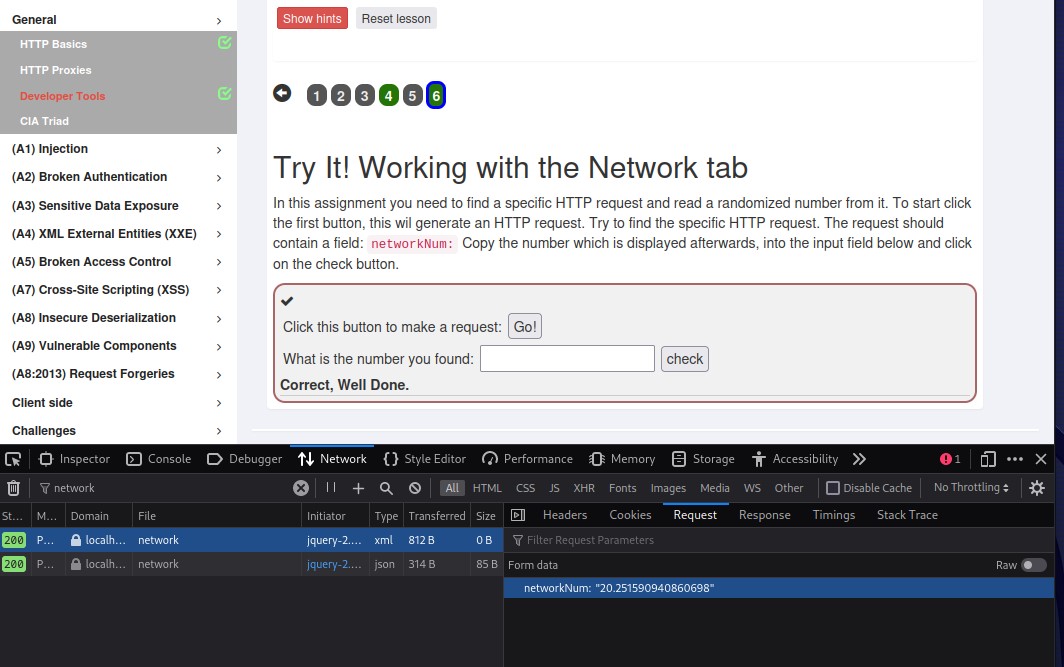 General
HTTP Basics
HTTP Proxies
Developer Tools
CIA Triad
(A1) Injection
(A2) Broken Authentication
(A3) Sensitive Data Exposure
(A4) XML External Entities (XXE)
(A5) Broken Access Control
(A7) Cross-Site Scripting (XSS)
(A8) Insecure Deserialization
(A9) Vulnerable Components
(A8:2013) Request Forgeries
Client side
Challenges
Show hints Reset lesson
1 2 3 4 5 6
Try It! Working with the Network tab
In this assignment you need to find a specific HTTP request and read a randomized number from it. To start click
the first button, this wil generate an HTTP request. Try to find the specific HTTP request. The request should
contain a field: networkNum: Copy the number which is displayed afterwards, into the input field below and click
on the check button.
Click this button to make a request: Go!
What is the number you found: check
Correct, Well Done.
Inspector Console Debugger Network Style Editor Performance Memory Storage Accessibility 1
network All HTML CSS JS XHR Fonts Images Media WS Other Disable Cache No Throttling
St... M... Domain File Initiator Type Transferred Size
200 P... localh... network jquery-2.... xml 812 B 0 B
200 P... localh... network jquery-2.... json 314 B 85 B
Headers Cookies Request Response Timings Stack Trace
Filter Request Parameters
Form data Raw
networkNum: "20.251590940860698"